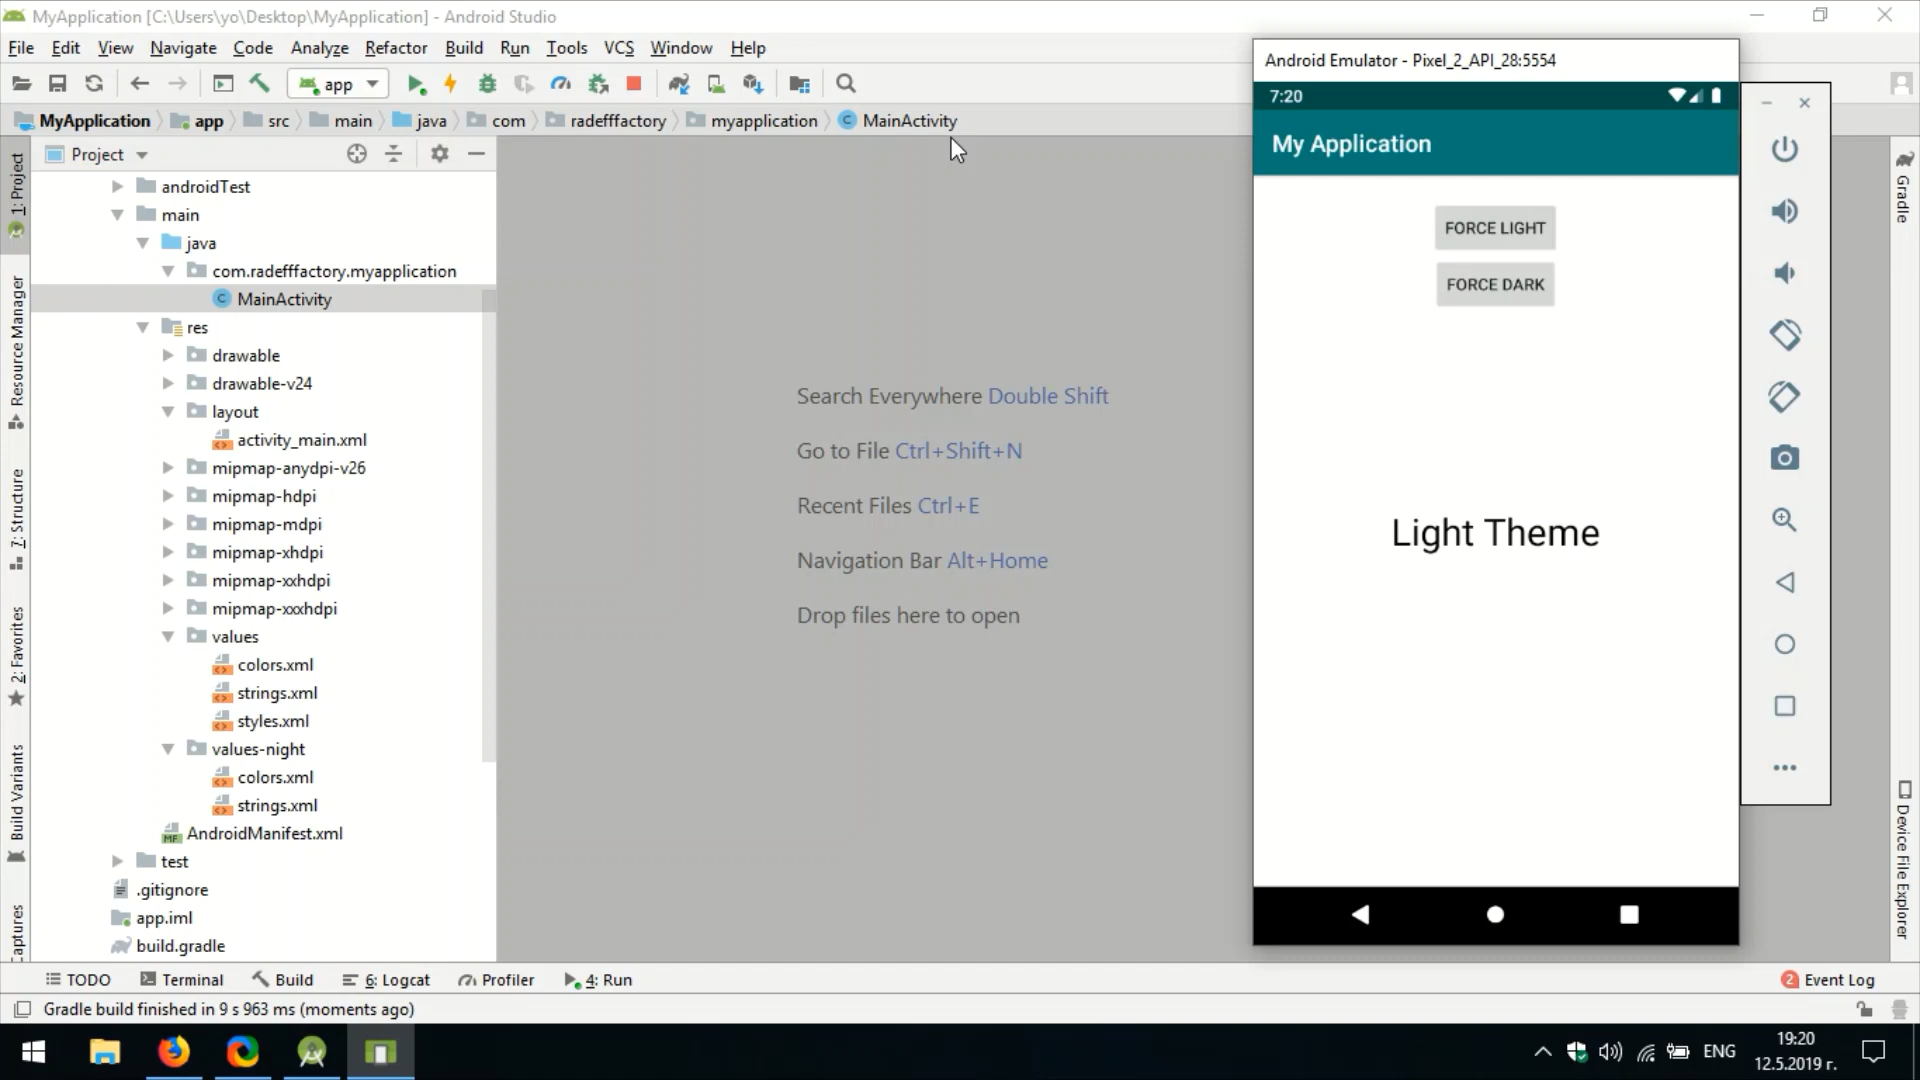 MyApplication [C:\Users\yo\Desktop\MyApplication] - Android Studio
File Edit View Navigate Code Analyze Refactor Build Run Tools VCS Window Help
app
MyApplication app src main java com radefffactory myapplication MainActivity
Project
androidTest
main
java
com.radefffactory.myapplication
MainActivity
res
drawable
drawable-v24
layout
activity_main.xml
mipmap-anydpi-v26
mipmap-hdpi
mipmap-mdpi
mipmap-xhdpi
mipmap-xxhdpi
mipmap-xxxhdpi
values
colors.xml
strings.xml
styles.xml
values-night
colors.xml
strings.xml
AndroidManifest.xml
test
.gitignore
app.iml
build.gradle
1: Project
Resource Manager
7: Structure
2: Favorites
Build Variants
Captures
Search Everywhere Double Shift
Go to File Ctrl+Shift+N
Recent Files Ctrl+E
Navigation Bar Alt+Home
Drop files here to open
Android Emulator - Pixel_2_API_28:5554
7:20
My Application
FORCE LIGHT
FORCE DARK
Light Theme
Gradle
Device File Explorer
TODO Terminal Build 6: Logcat Profiler 4: Run
2 Event Log
Gradle build finished in 9 s 963 ms (moments ago)
ENG
19:20
12.5.2019 г.